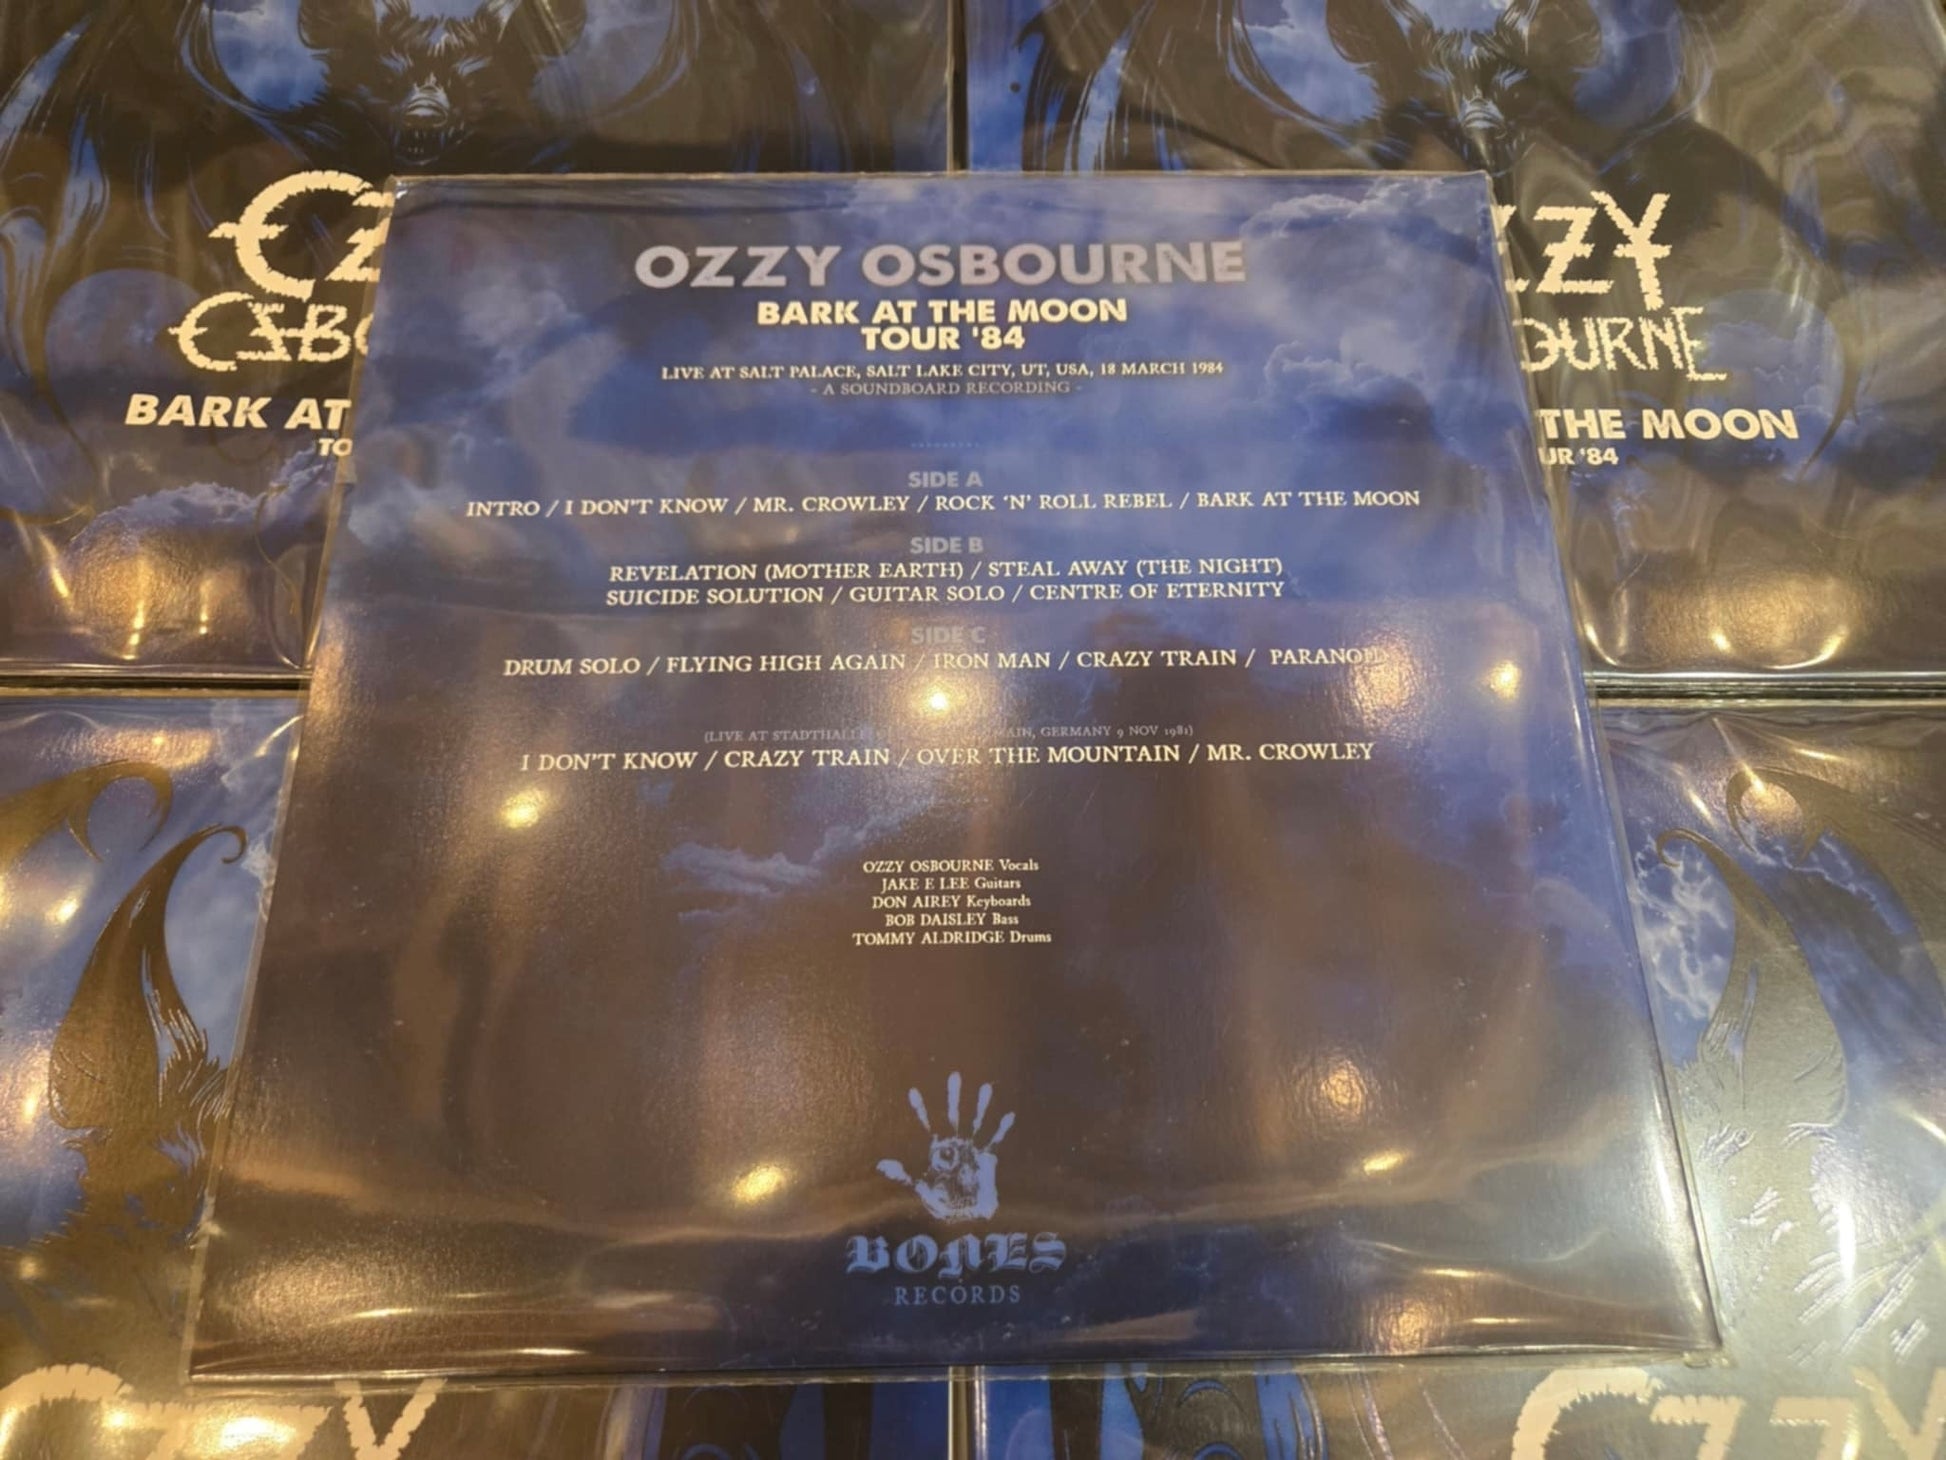 OZZY OSBOURNE
BARK AT THE MOON
TOUR '84
LIVE AT SALT PALACE, SALT LAKE CITY, UT, USA, 18 MARCH 1984
- A SOUNDBOARD RECORDING -
SIDE A
INTRO / I DON'T KNOW / MR. CROWLEY / ROCK 'N' ROLL REBEL / BARK AT THE MOON
SIDE B
REVELATION (MOTHER EARTH) / STEAL AWAY (THE NIGHT)
SUICIDE SOLUTION / GUITAR SOLO / CENTRE OF ETERNITY
SIDE C
DRUM SOLO / FLYING HIGH AGAIN / IRON MAN / CRAZY TRAIN / PARANOID
(LIVE AT STADTHALLE GERMANY 9 NOV 1981)
I DON'T KNOW / CRAZY TRAIN / OVER THE MOUNTAIN / MR. CROWLEY
OZZY OSBOURNE Vocals
JAKE E LEE Guitars
DON AIREY Keyboards
BOB DAISLEY Bass
TOMMY ALDRIDGE Drums
BONES
RECORDS
BARK AT
THE MOON
'84